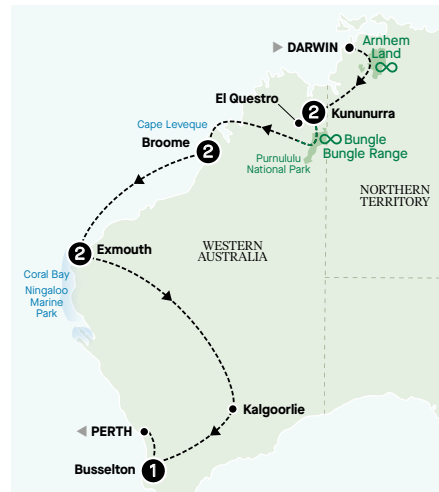 DARWIN
Arnhem
Land
El Questro
2
Kununurra
Cape Leveque
Broome
2
Bungle
Bungle Range
Purnululu
National Park
NORTHERN
TERRITORY
2
Exmouth
WESTERN
AUSTRALIA
Coral Bay
Ningaloo
Marine
Park
Kalgoorlie
PERTH
Busselton
1